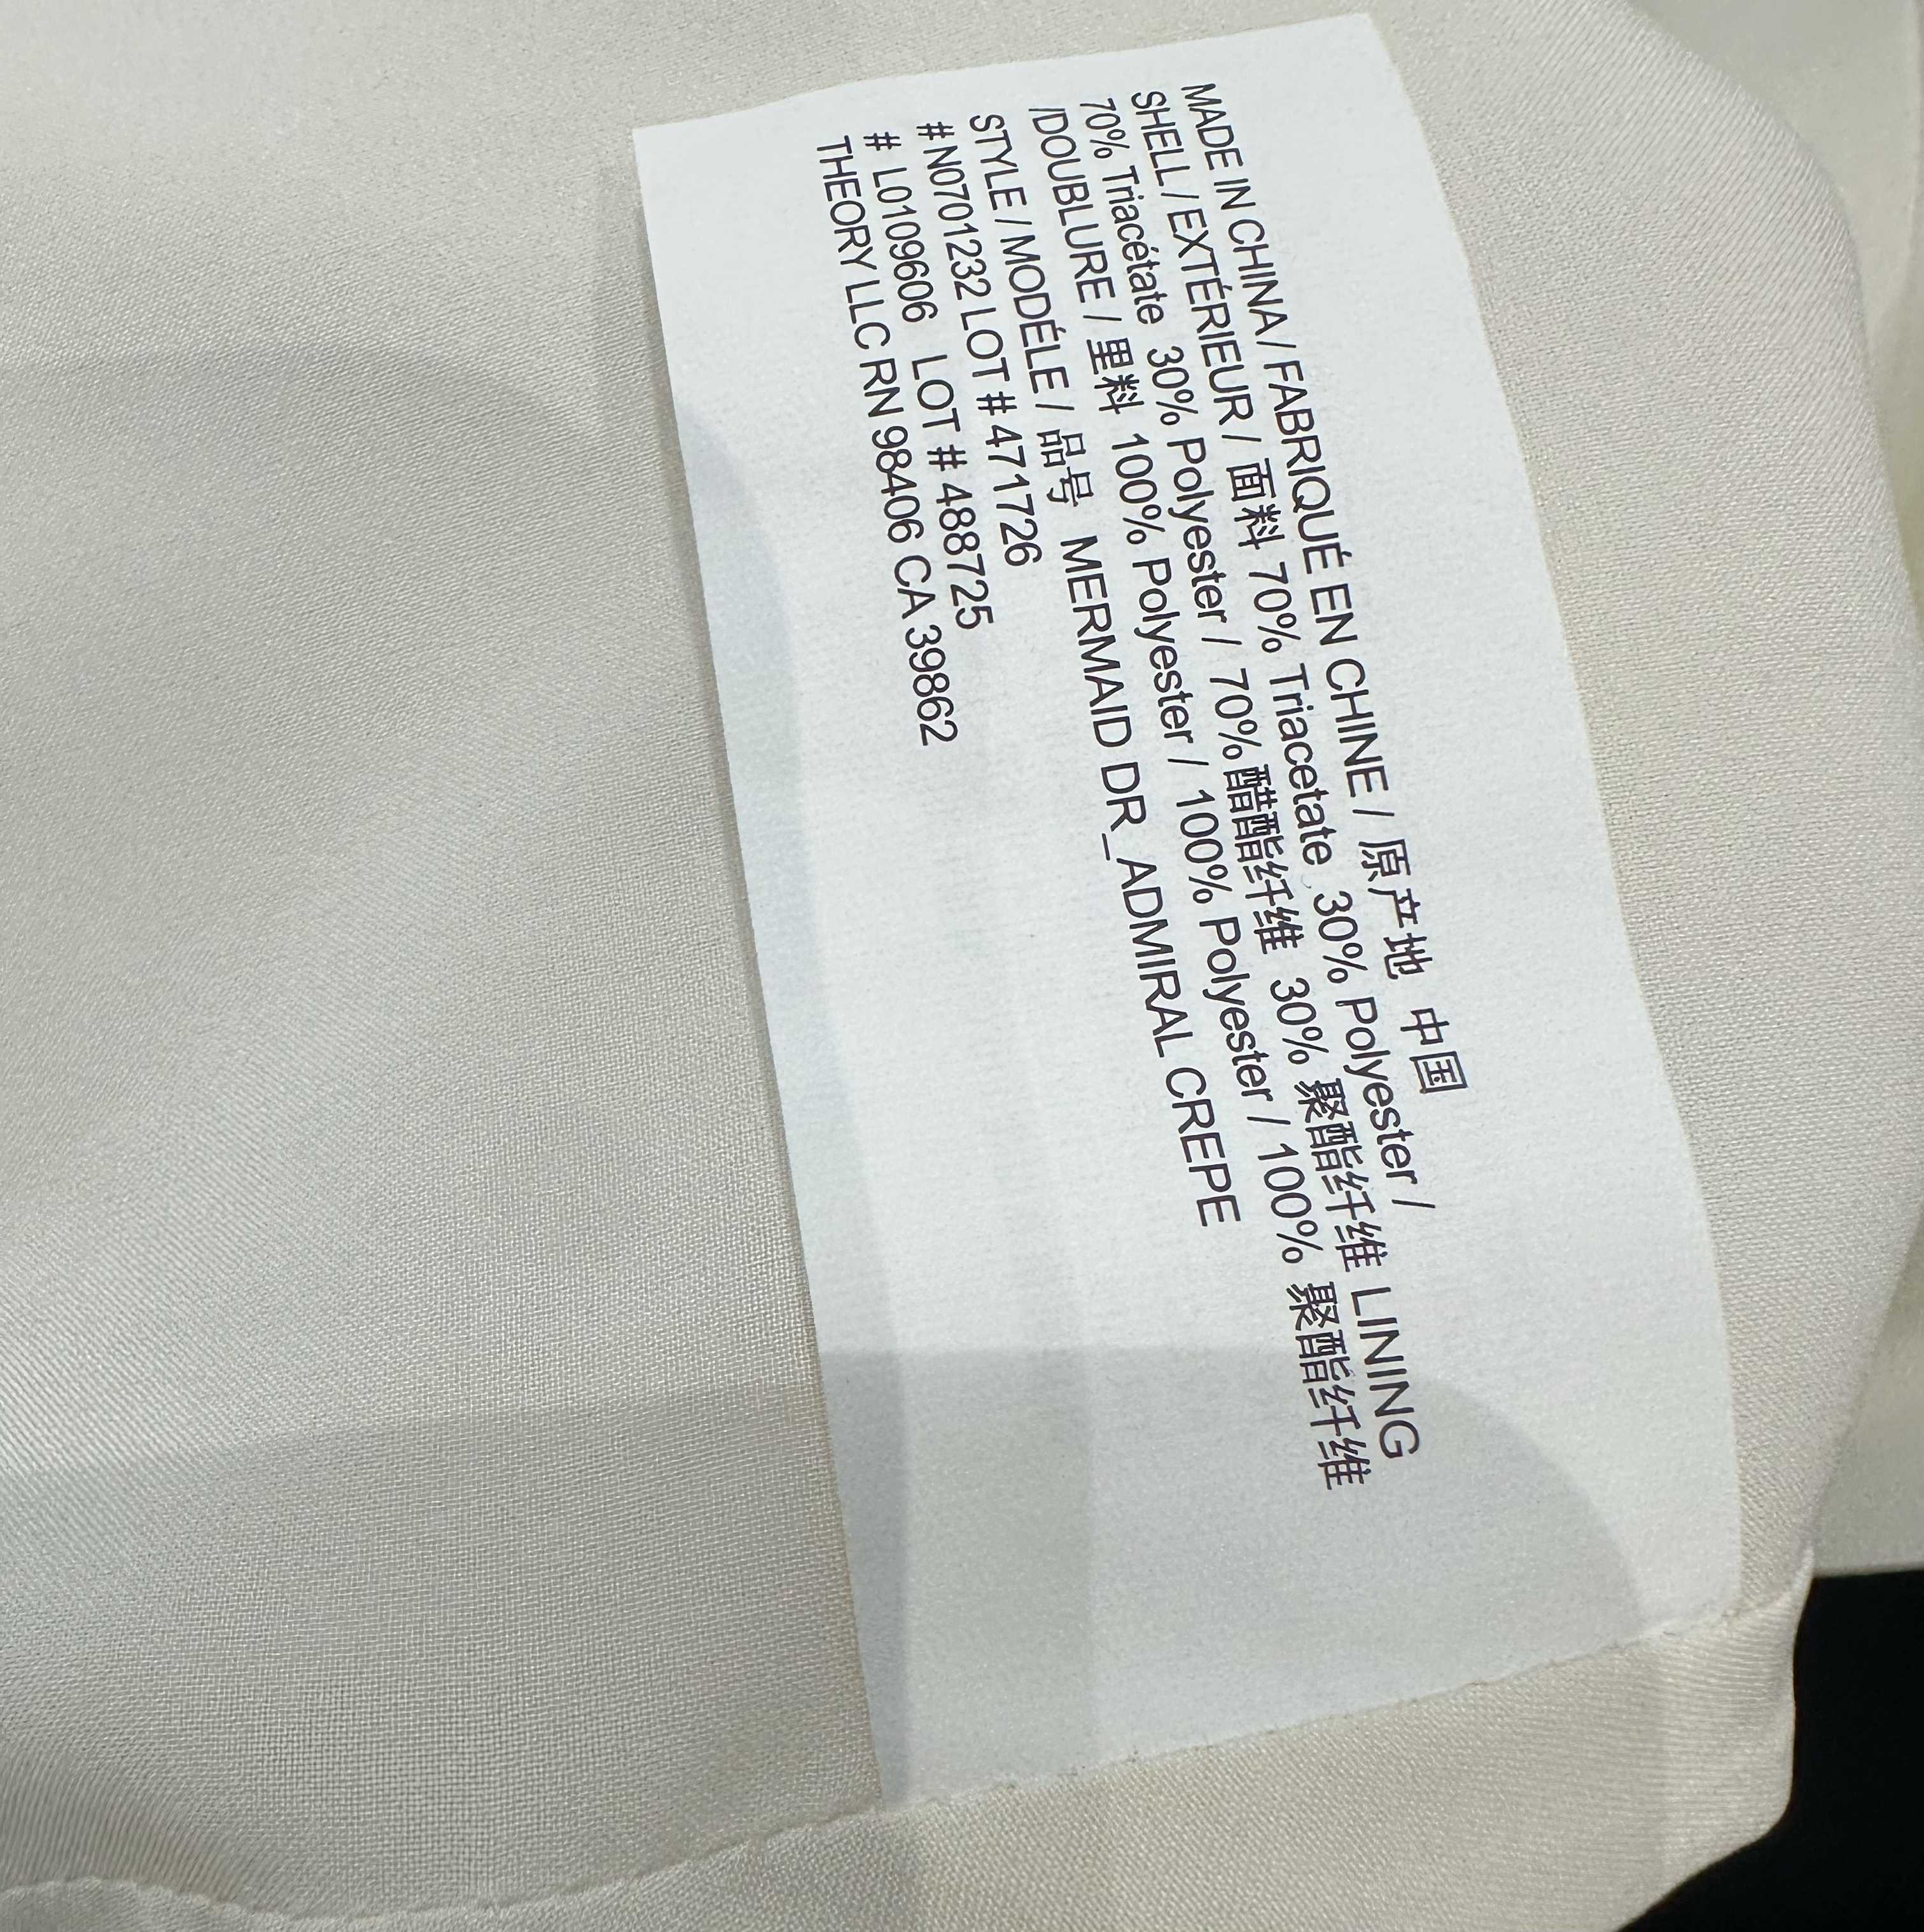 MADE IN CHINA / FABRIQUÉ EN CHINE / 原产地 中国
SHELL / EXTÉRIEUR / 面料 70% Triacetate 30% Polyester /
70% Triacétate 30% Polyester / 70% 醋酯纤维 30% 聚酯纤维 LINING
/DOUBLURE / 里料 100% Polyester / 100% Polyester / 100% 聚酯纤维
STYLE / MODÉLE / 品号 MERMAID DR_ADMIRAL CREPE
# N0701232 LOT # 471726
# L0109606 LOT # 488725
THEORY LLC RN 98406 CA 39862